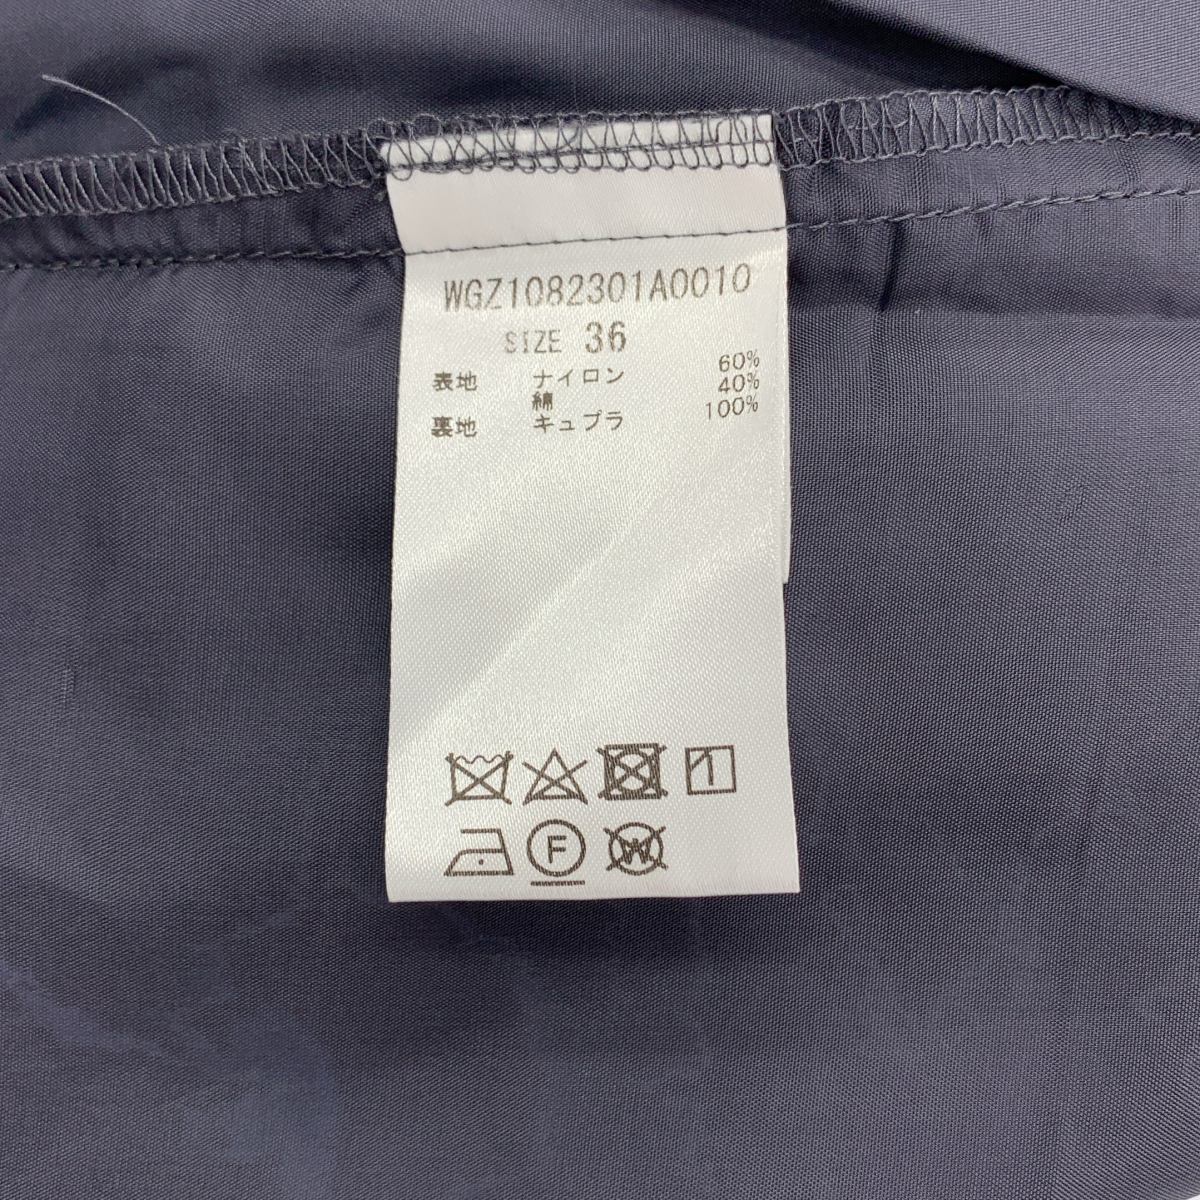 WGZ1082301A0010
SIZE 36
表地 ナイロン 60%
綿 40%
裏地 キュプラ 100%
F W